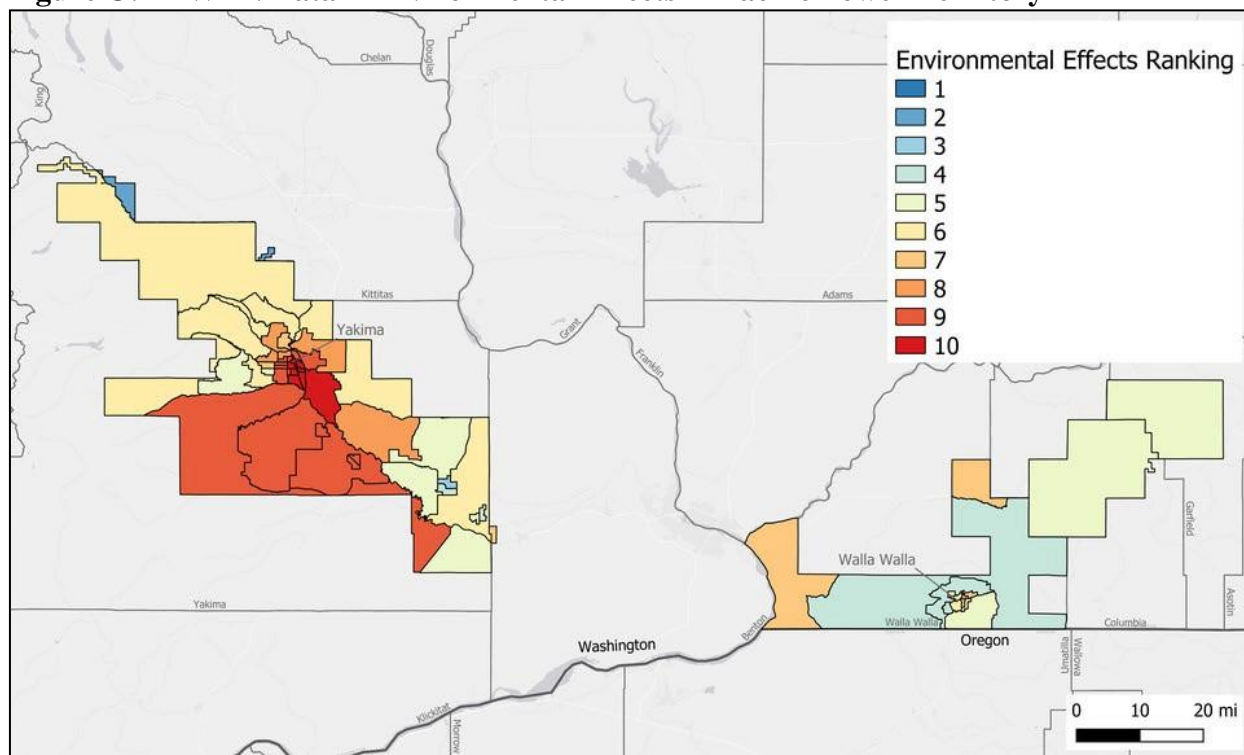 Chelan
Douglas
King
Environmental Effects Ranking
1
2
3
4
5
6
7
8
9
10
Kittitas
Adams
Grant
Yakima
Franklin
Garfield
Walla Walla
Yakima
Walla Walla
Benton
Columbia
Asotin
Washington
Oregon
Umatilla
Wallowa
Klickitat
Morrow
0 10 20 mi